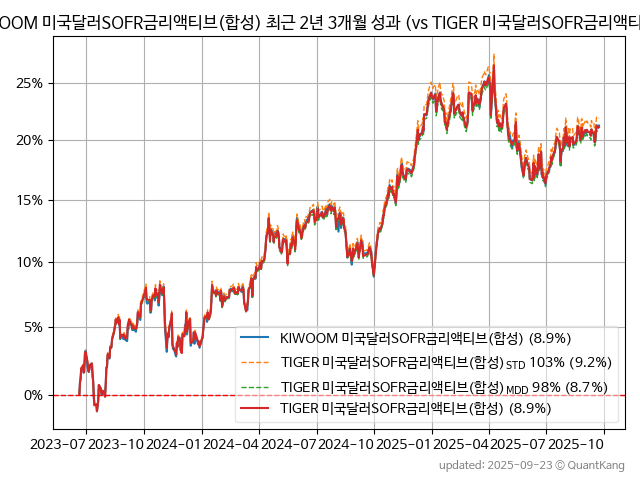 OOM 미국달러SOFR금리액티브(합성) 최근 2년 3개월 성과 (vs TIGER 미국달러SOFR금리액티
25%
20%
15%
10%
5%
0%
KIWOOM 미국달러SOFR금리액티브(합성) (8.9%)
TIGER 미국달러SOFR금리액티브(합성) STD 103% (9.2%)
TIGER 미국달러SOFR금리액티브(합성) MDD 98% (8.7%)
TIGER 미국달러SOFR금리액티브(합성) (8.9%)
2023-07 2023-10 2024-01 2024-04 2024-07 2024-10 2025-01 2025-04 2025-07 2025-10
updated: 2025-09-23 © QuantKang